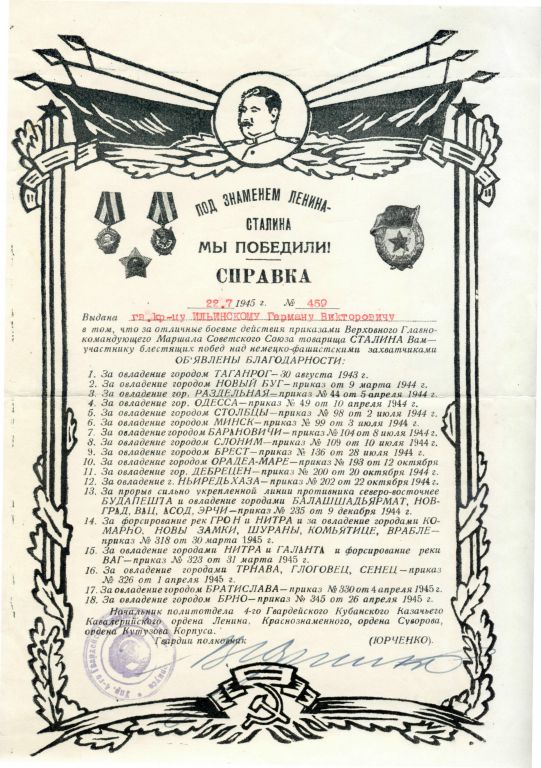 ПОД ЗНАМЕНЕМ ЛЕНИНА-
СТАЛИНА
МЫ ПОБЕДИЛИ!
СПРАВКА
22.7 1945 г. № 459
Выдана гв.кр-цу ИЛЬИНСКОМУ Герману Викторовичу
в том, что за отличные боевые действия приказами Верховного Главно-
командующего Маршала Советского Союза товарища СТАЛИНА Вам—
участнику блестящих побед над немецко-фашистскими захватчиками
ОБ'ЯВЛЕНЫ БЛАГОДАРНОСТИ:
1. За овладение городом ТАГАНРОГ—30 августа 1943 г.
2. За овладение городом НОВЫЙ БУГ—приказ от 9 марта 1944 г.
3. За овладение гор. РАЗДЕЛЬНАЯ—приказ № 44 от 5 апреля 1944 г.
4. За овладение гор. ОДЕССА—приказ № 49 от 10 апреля 1944 г.
5. За овладение городом СТОЛБЦЫ—приказ № 98 от 2 июля 1944 г.
6. За овладение городом МИНСК—приказ № 99 от 3 июля 1944 г.
7. За овладение городом БАРАНОВИЧИ—приказ № 104 от 8 июля 1944 г.
8. За овладение городом СЛОНИМ—приказ № 109 от 10 июля 1944 г.
9. За овладение городом БРЕСТ—приказ № 136 от 28 июля 1944 г.
10. За овладение городом ОРАДЕА-МАРЕ—приказ № 193 от 12 октября
11. За овладение гор. ДЕБРЕЦЕН—приказ № 200 от 20 октября 1944 г.
12. За овладение г. НЬИРЕДЬХАЗА—приказ № 202 от 22 октября 1944 г.
13. За прорыв сильно укрепленной линии противника северо-восточнее
БУДАПЕШТА и овладение городами БАЛАШШАДЬЯРМАТ, НОВ-
ГРАД, ВАЦ, АСОД, ЭРЧИ—приказ № 235 от 9 декабря 1944 г.
14. За форсирование рек ГРОН и НИТРА и за овладение городами КО-
МАРНО, НОВЫ ЗАМКИ, ШУРАНЫ, КОМЬЯТИЦЕ, ВРАБЛЕ—
приказ № 318 от 30 марта 1945 г.
15. За овладение городами НИТРА и ГАЛАНТА и форсирование реки
ВАГ—приказ № 323 от 31 марта 1945 г.
16. За овладение городами ТРНАВА, ГЛОГОВЕЦ, СЕНЕЦ—приказ
№ 326 от 1 апреля 1945 г.
17. За овладение городом БРАТИСЛАВА—приказ № 330 от 4 апреля 1945 г.
18. За овладение городом БРНО—приказ № 345 от 26 апреля 1945 г.
Начальник политотдела 4-го Гвардейского Кубанского Казачьего
Кавалерийского ордена Ленина, Краснознаменного, ордена Суворова,
ордена Кутузова Корпуса.
Гвардии полковник (ЮРЧЕНКО).